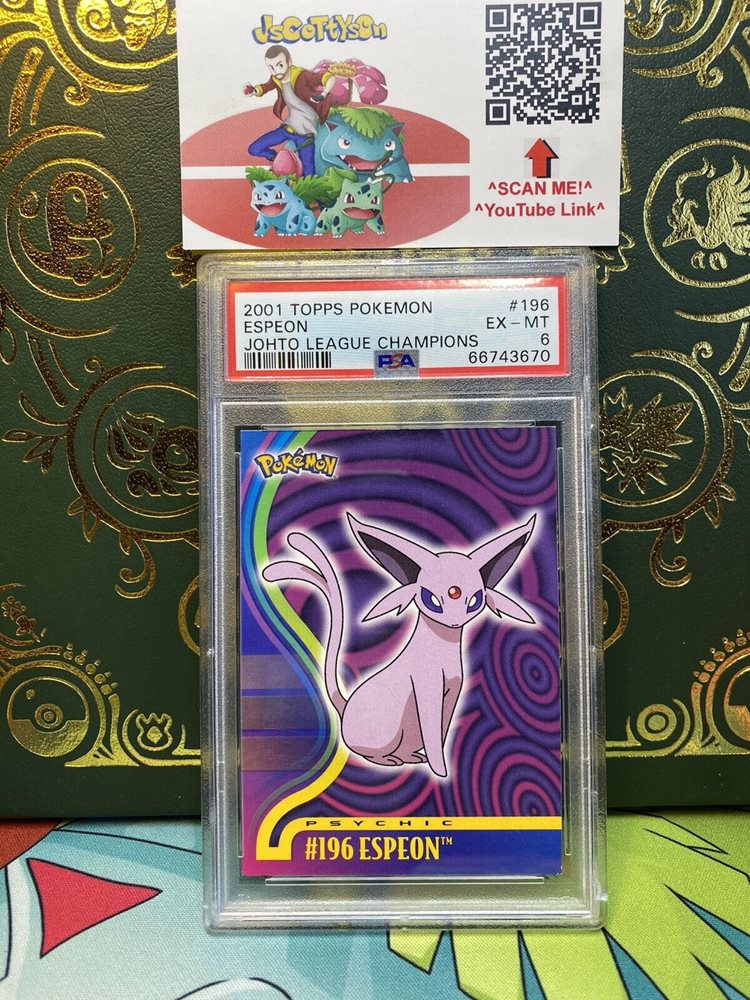 JSCOTTYSON
^SCAN ME!^
^YouTube Link^
2001 TOPPS POKEMON #196
ESPEON EX-MT
JOHTO LEAGUE CHAMPIONS 6
PSA 66743670
POKéMON
PSYCHIC
#196 ESPEON™